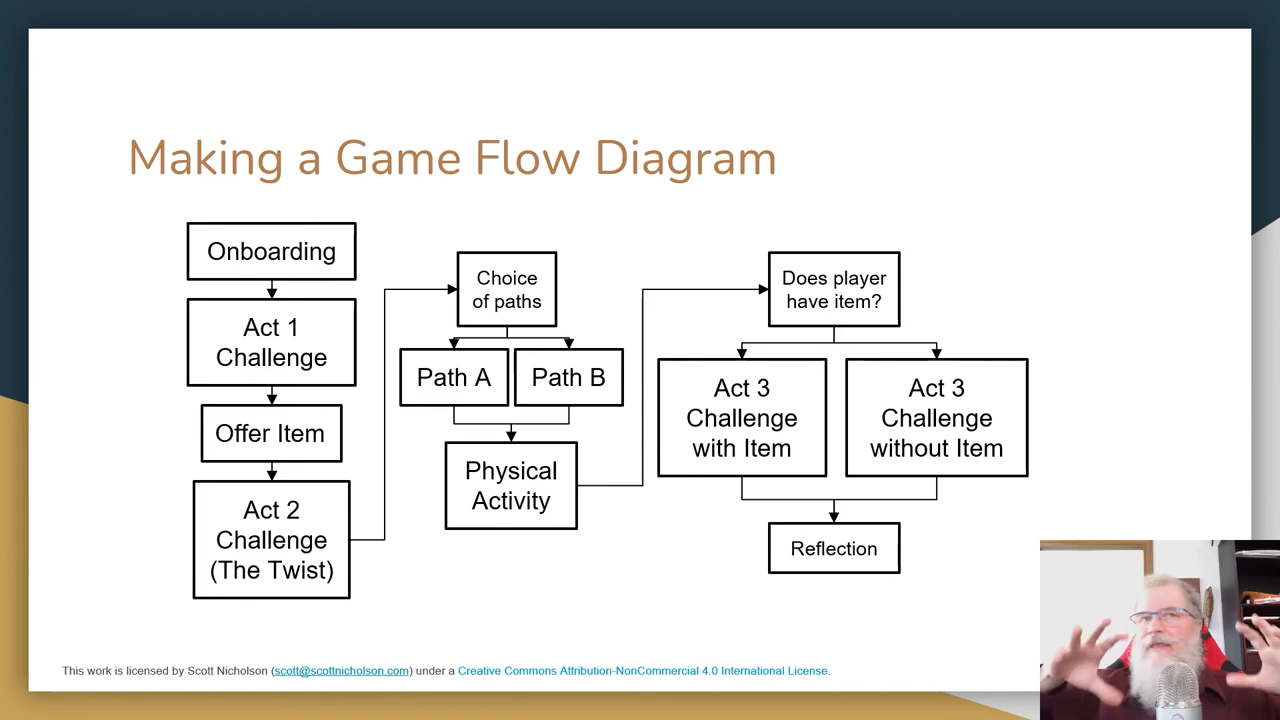 Making a Game Flow Diagram
Onboarding
Act 1
Challenge
Offer Item
Act 2
Challenge
(The Twist)
Choice
of paths
Path A
Path B
Physical
Activity
Does player
have item?
Act 3
Challenge
with Item
Act 3
Challenge
without Item
Reflection
This work is licensed by Scott Nicholson (scott@scottnicholson.com) under a Creative Commons Attribution-NonCommercial 4.0 International License.